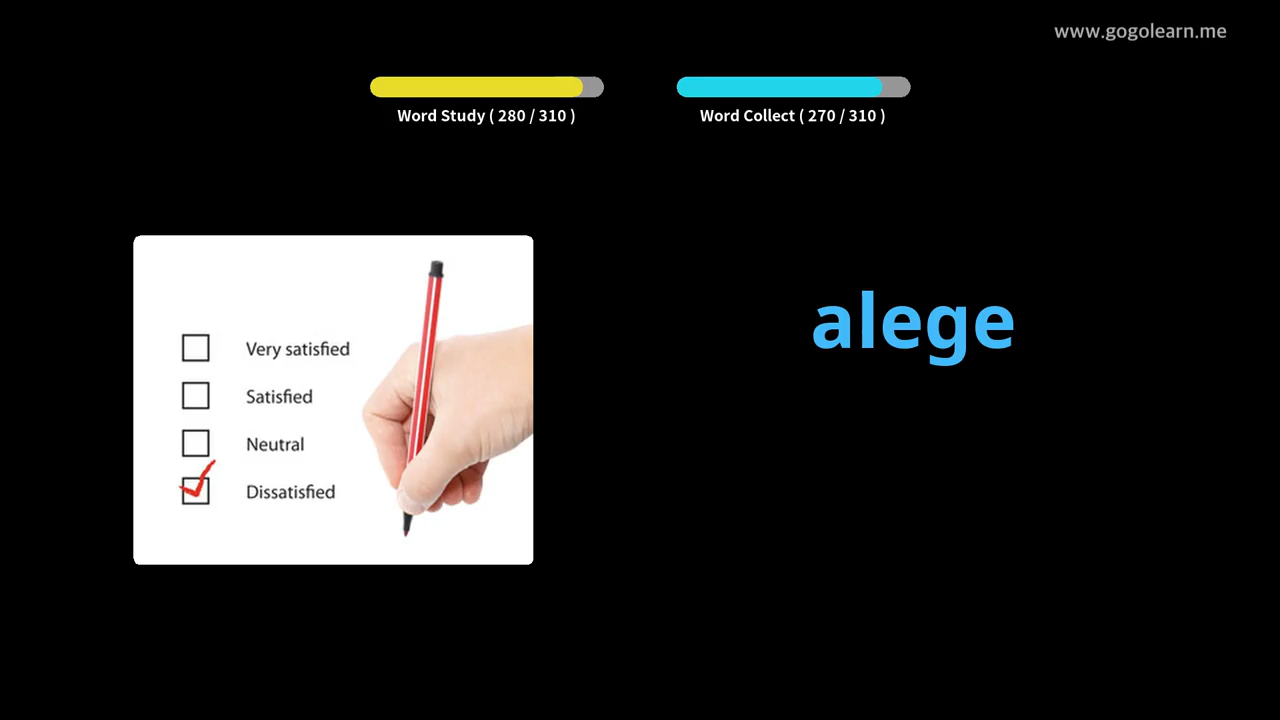 www.gogolearn.me
Word Study ( 280 / 310 )
Word Collect ( 270 / 310 )
alege
Very satisfied
Satisfied
Neutral
Dissatisfied